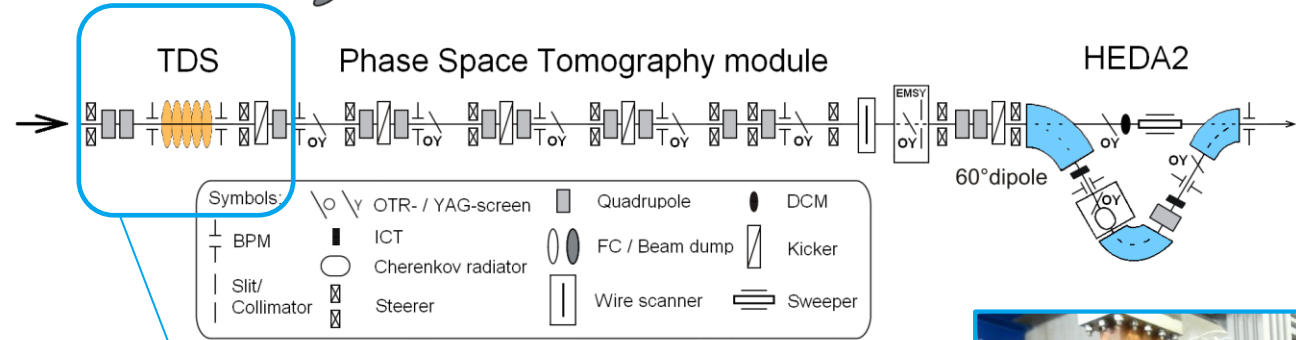 TDS
Phase Space Tomography module
HEDA2
EMSY
OY
OY
OY
OY
OY
OY
OY
OY
OY
60°dipole
Symbols:
OTR- / YAG-screen
Quadrupole
DCM
BPM
ICT
FC / Beam dump
Kicker
Cherenkov radiator
Slit/
Collimator
Steerer
Wire scanner
Sweeper
O
Y